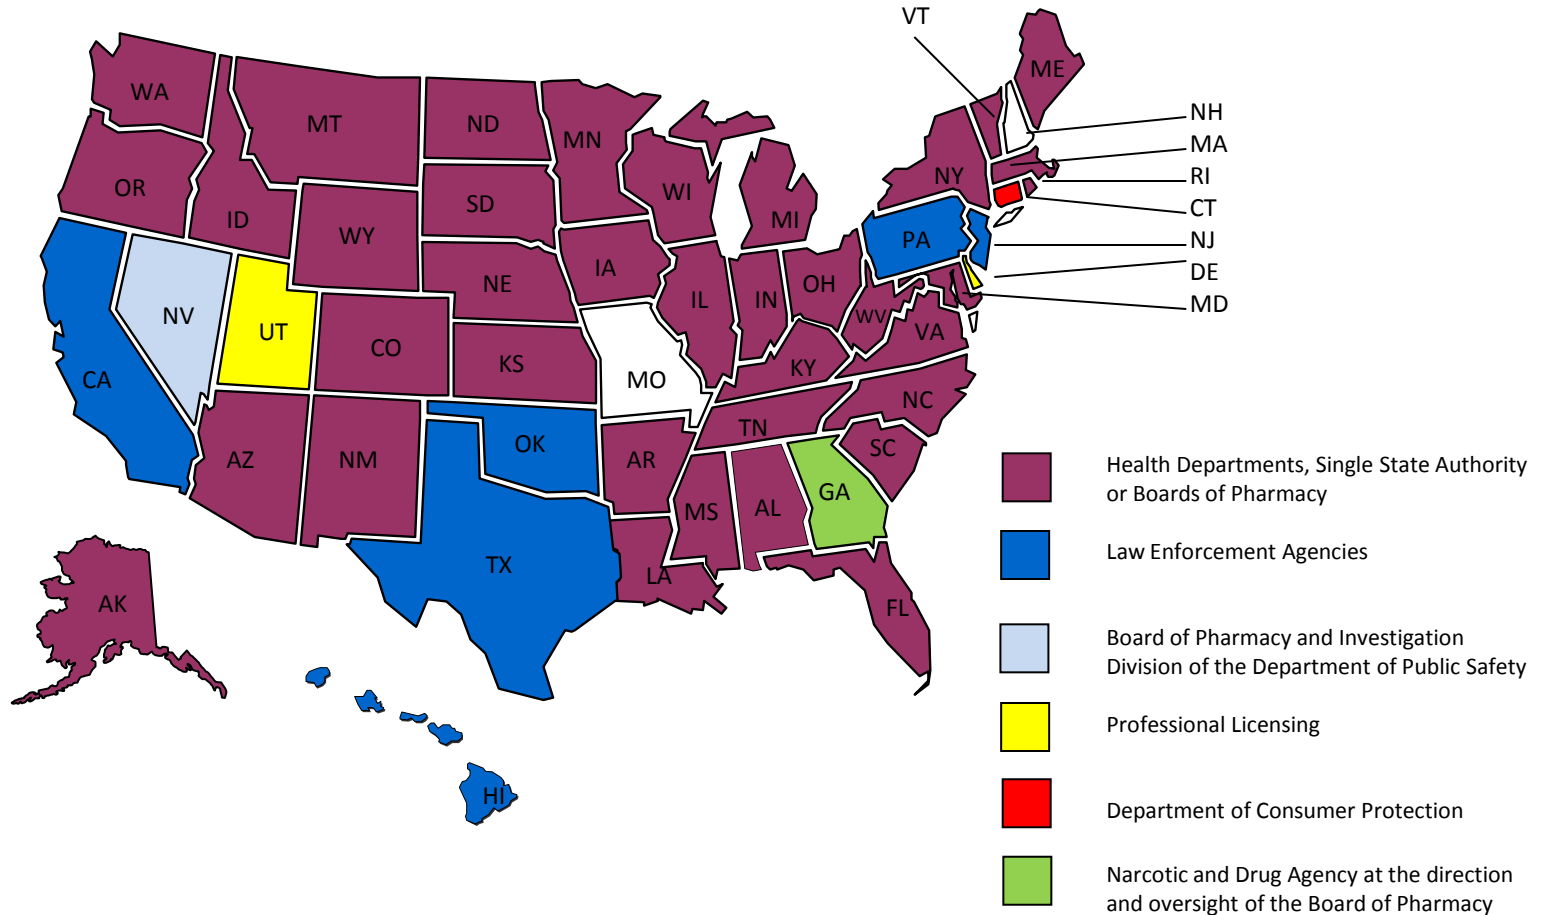 VT
ME
WA
MT
ND
MN
NH
MA
OR
ID
SD
WI
NY
RI
MI
CT
WY
PA
NJ
IA
DE
NE
OH
IL
IN
MD
NV
WV
UT
VA
CO
KS
KY
CA
MO
NC
TN
OK
SC
AZ
NM
AR
GA
MS
AL
TX
LA
AK
FL
HI
Health Departments, Single State Authority
or Boards of Pharmacy
Law Enforcement Agencies
Board of Pharmacy and Investigation
Division of the Department of Public Safety
Professional Licensing
Department of Consumer Protection
Narcotic and Drug Agency at the direction
and oversight of the Board of Pharmacy